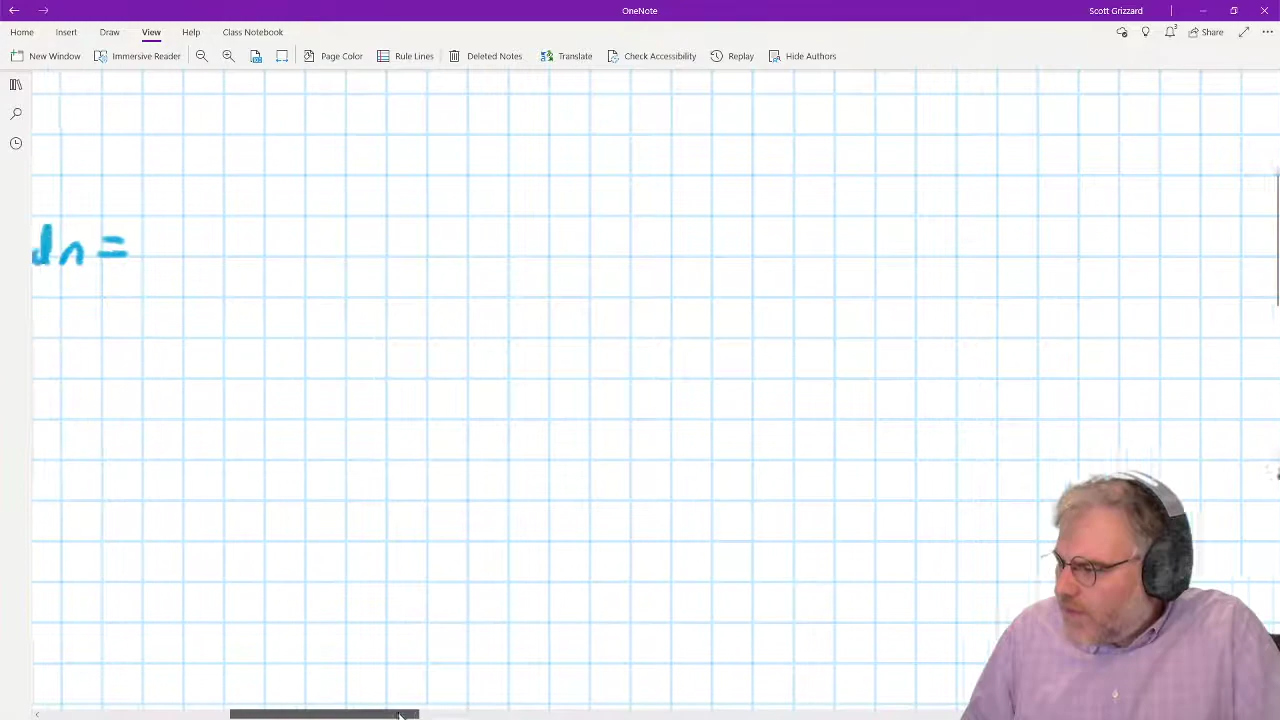 OneNote
Scott Grizzard
Home Insert Draw View Help Class Notebook
3
Share
New Window Immersive Reader Page Color Rule Lines Deleted Notes Translate Check Accessibility Replay Hide Authors
dn =